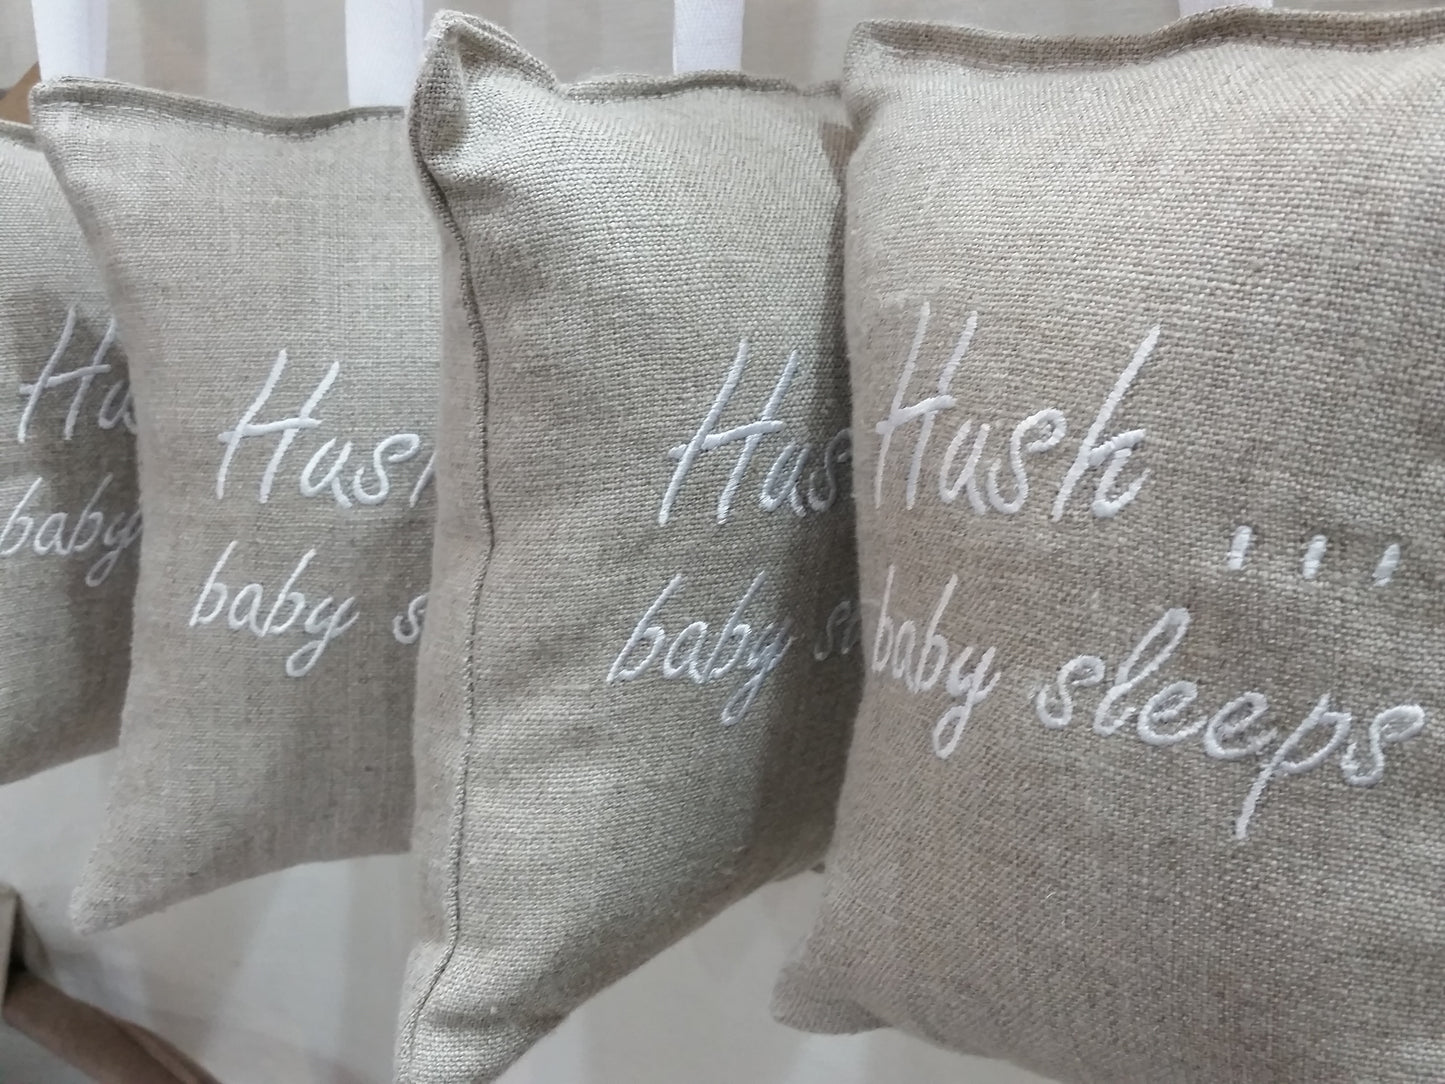 Hus
baby
Hush
baby s
Hus
baby s
Hush ...
baby sleeps